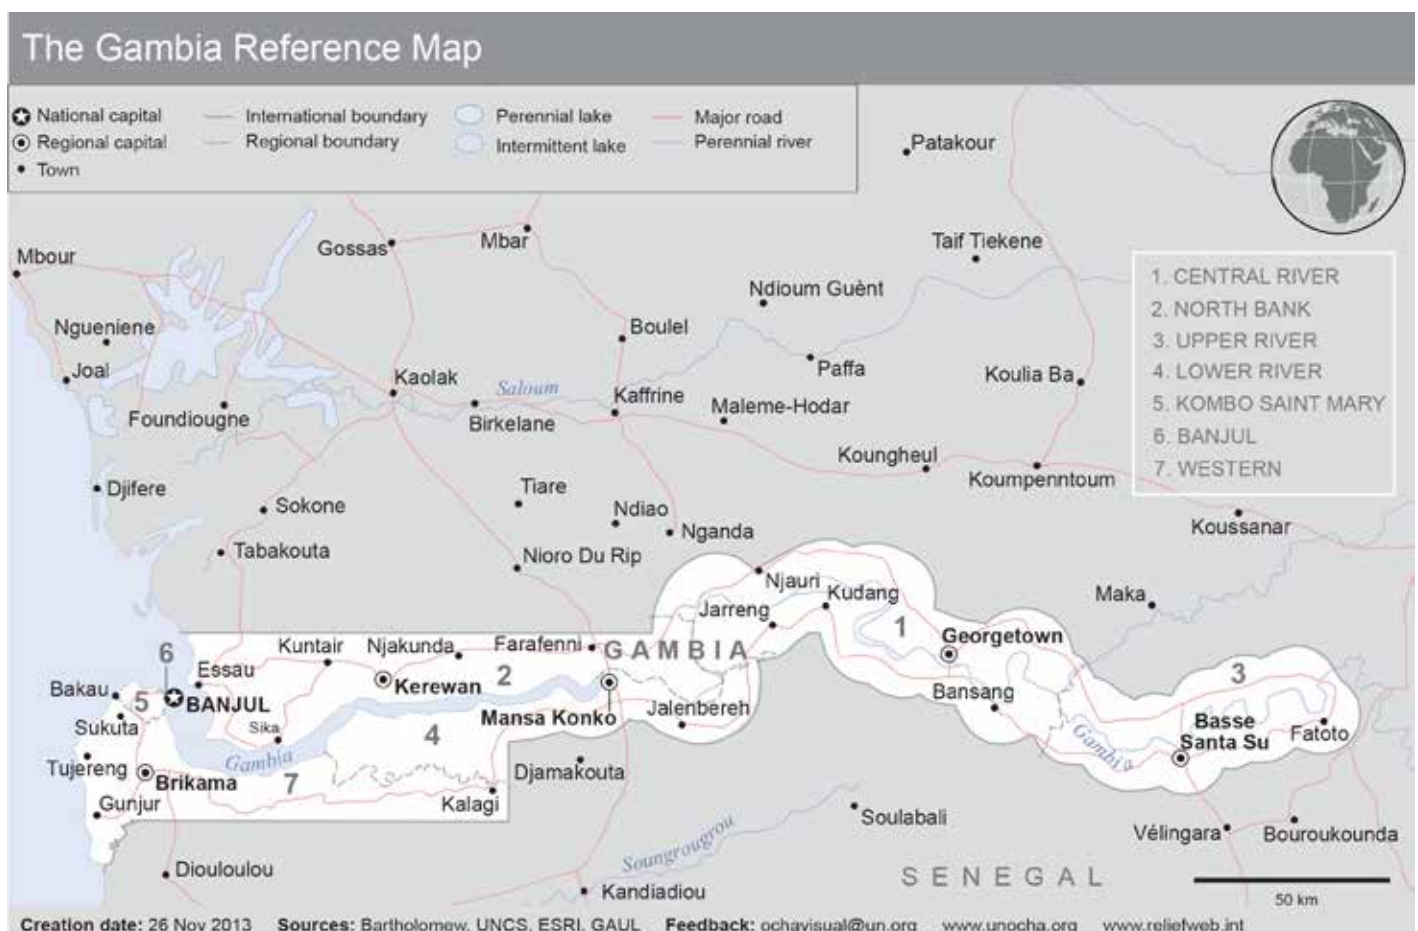 The Gambia Reference Map
National capital
International boundary
Perennial lake
Major road
Regional capital
Regional boundary
Intermittent lake
Perennial river
Town
Patakour
Mbour
Gossas
Mbar
Taif Tiekene
1. CENTRAL RIVER
2. NORTH BANK
3. UPPER RIVER
4. LOWER RIVER
5. KOMBO SAINT MARY
6. BANJUL
7. WESTERN
Ndioum Guènt
Ngueniene
Boulel
Joal
Paffa
Koulia Ba
Kaolak
Saloum
Kaffrine
Foundiougne
Birkelane
Maleme-Hodar
Koungheul
Koumpenntoum
Djifere
Tiare
Sokone
Ndiao
Nganda
Koussanar
Tabakouta
Nioro Du Rip
Njauri
Kudang
Maka
Jarreng
1
Georgetown
6
Essau
Kuntair
Njakunda
Farafenni
GAMBIA
2
3
Bakau
5
BANJUL
Kerewan
Bansang
Sukuta
Sika
Mansa Konko
Jalenbereh
Basse
Santa Su
Fatoto
4
Gambia
Gambia
Tujereng
Brikama
7
Djamakouta
Gunjur
Kalagi
Soulabali
Vélingara
Bouroukounda
Soungrougrou
Diouloulou
Kandiadiou
SENEGAL
50 km
Creation date: 26 Nov 2013 Sources: Bartholomew, UNCS, ESRI, GAUL Feedback: ochavisual@un.org www.unocha.org www.reliefweb.int